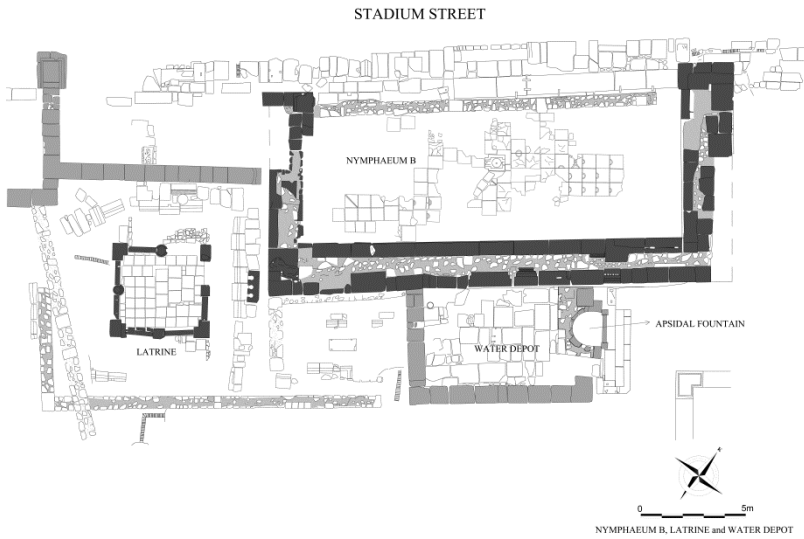 STADIUM STREET
NYMPHAEUM B
APSIDAL FOUNTAIN
WATER DEPOT
LATRINE
0 5m
NYMPHAEUM B, LATRINE and WATER DEPOT